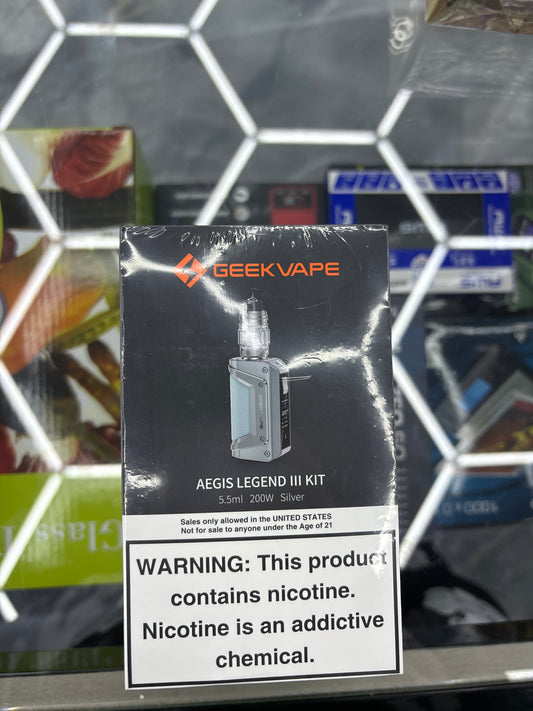 GEEKVAPE
AEGIS LEGEND III KIT
5.5ml 200W Silver
Sales only allowed in the UNITED STATES
Not for sale to anyone under the Age of 21
WARNING: This product
contains nicotine.
Nicotine is an addictive
chemical.